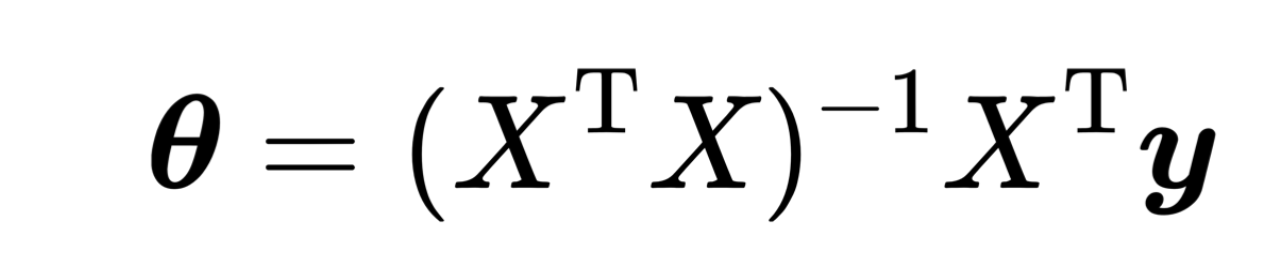 𝜽 = (XᵀX)⁻¹Xᵀ𝒚